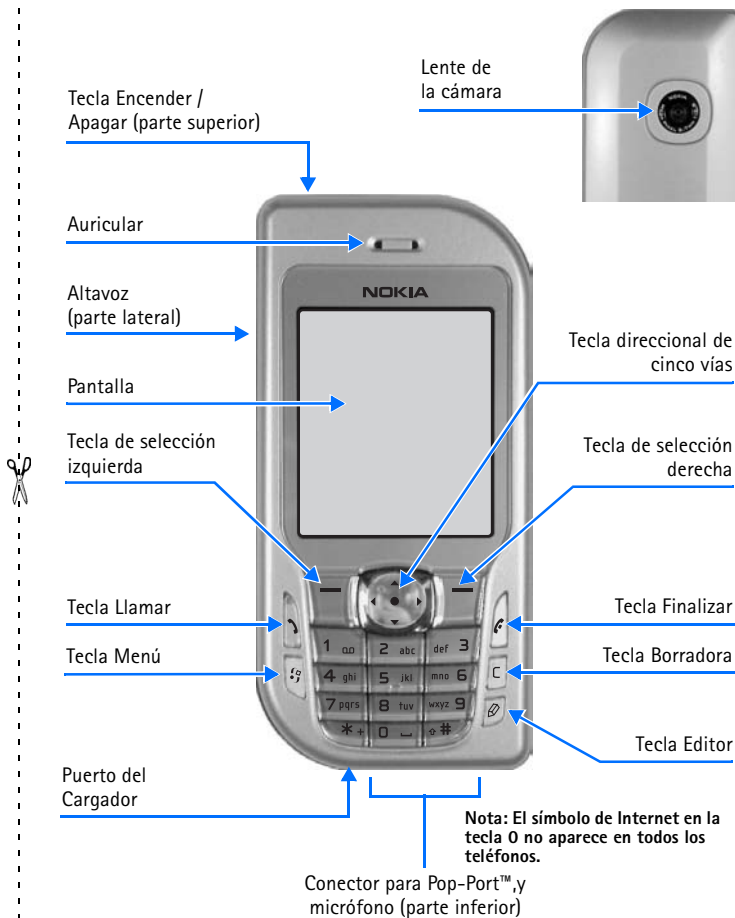 Lente de
la cámara
Tecla Encender /
Apagar (parte superior)
Auricular
Altavoz
(parte lateral)
Pantalla
Tecla de selección
izquierda
Tecla Llamar
Tecla Menú
Puerto del
Cargador
NOKIA
1
2 abc
def 3
4 ghi
5 jkl
mno 6
7 pqrs
8 tuv
wxyz 9
*+
0
#
C
Tecla direccional de
cinco vías
Tecla de selección
derecha
Tecla Finalizar
Tecla Borradora
Tecla Editor
Nota: El símbolo de Internet en la
tecla 0 no aparece en todos los
teléfonos.
Conector para Pop-Port™,y
micrófono (parte inferior)